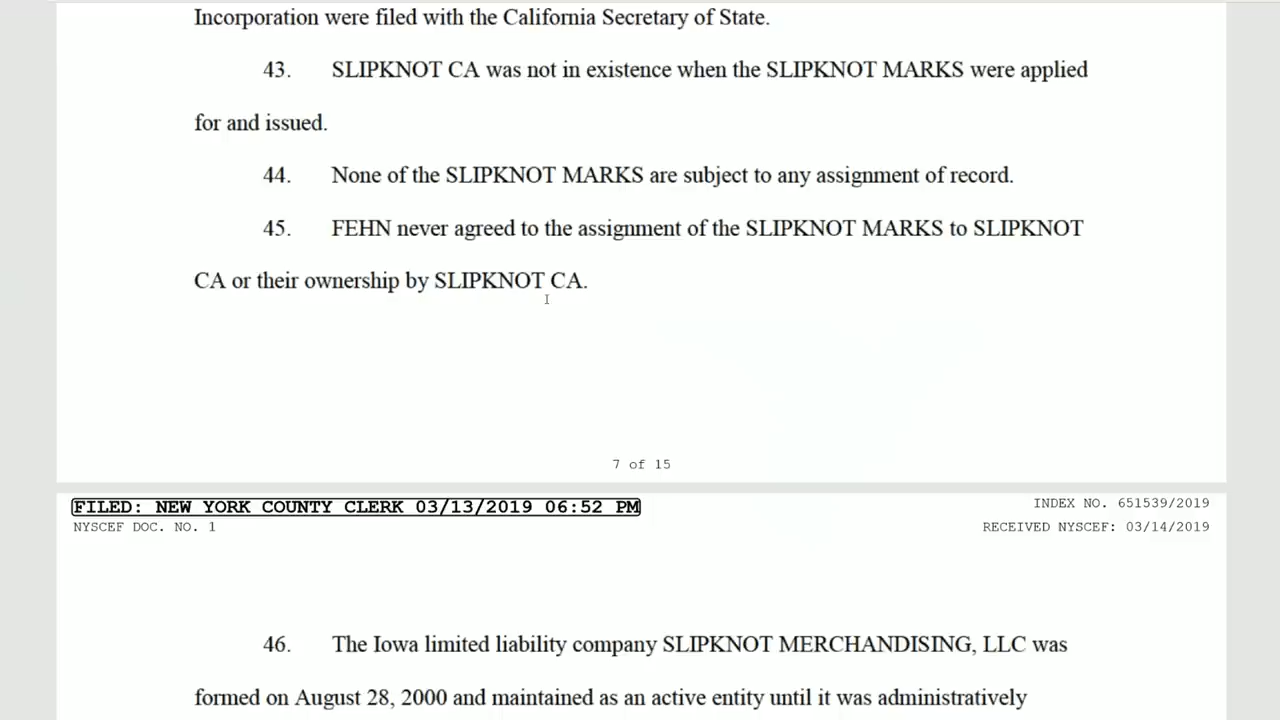 Incorporation were filed with the California Secretary of State.
43. SLIPKNOT CA was not in existence when the SLIPKNOT MARKS were applied
for and issued.
44. None of the SLIPKNOT MARKS are subject to any assignment of record.
45. FEHN never agreed to the assignment of the SLIPKNOT MARKS to SLIPKNOT
CA or their ownership by SLIPKNOT CA.
7 of 15
FILED: NEW YORK COUNTY CLERK 03/13/2019 06:52 PM
INDEX NO. 651539/2019
NYSCEF DOC. NO. 1
RECEIVED NYSCEF: 03/14/2019
46. The Iowa limited liability company SLIPKNOT MERCHANDISING, LLC was
formed on August 28, 2000 and maintained as an active entity until it was administratively